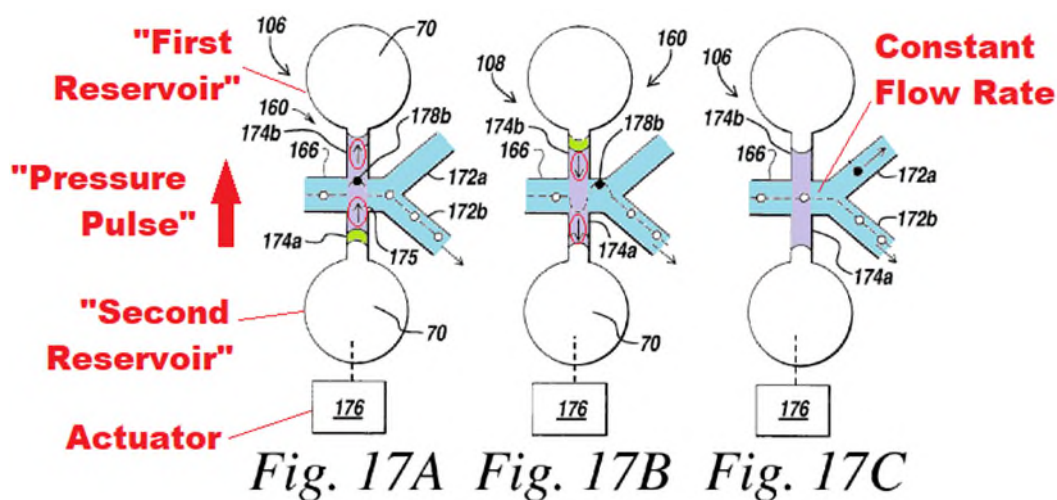 "First
Reservoir"
106
70
160
174b
178b
166
172a
172b
"Pressure
Pulse"
174a
175
"Second
Reservoir"
70
Actuator
176
Fig. 17A
160
108
174b
178b
166
172a
172b
174a
70
176
Fig. 17B
106
Constant
Flow Rate
174b
166
172a
172b
174a
176
Fig. 17C